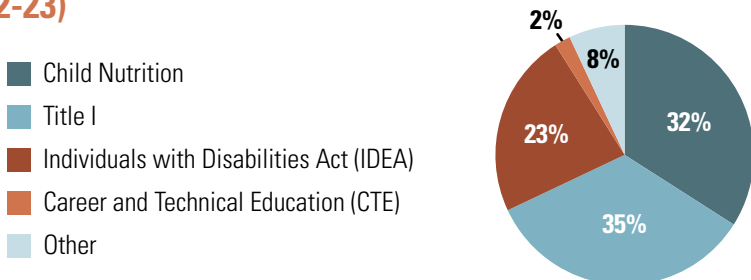 2-23)
Child Nutrition
Title I
Individuals with Disabilities Act (IDEA)
Career and Technical Education (CTE)
Other
2%
8%
32%
23%
35%